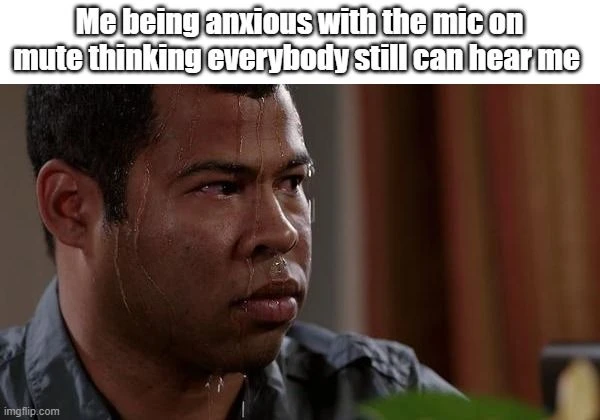 Me being anxious with the mic on
mute thinking everybody still can hear me
imgflip.com